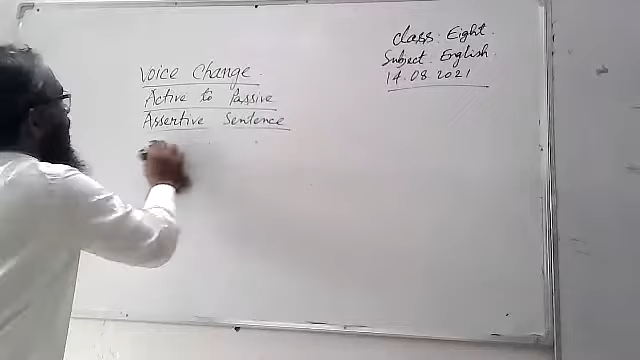 Voice Change.
Active to Passive
Assertive Sentence
Class: Eight.
Subject: English.
14.08.2021